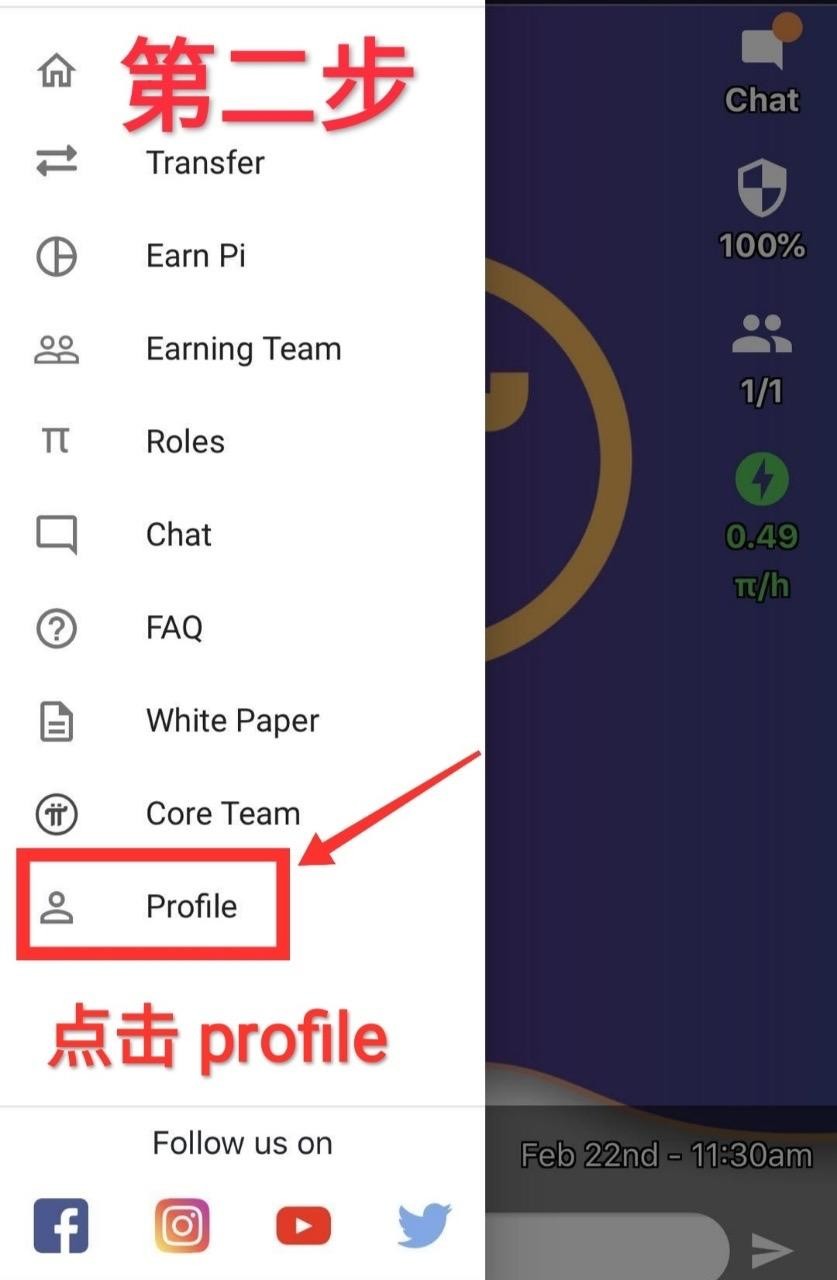 第二步
Transfer
Earn Pi
Earning Team
π Roles
Chat
FAQ
White Paper
Core Team
Profile
点击 profile
Follow us on
Chat
100%
1/1
0.49
π/h
Feb 22nd - 11:30am